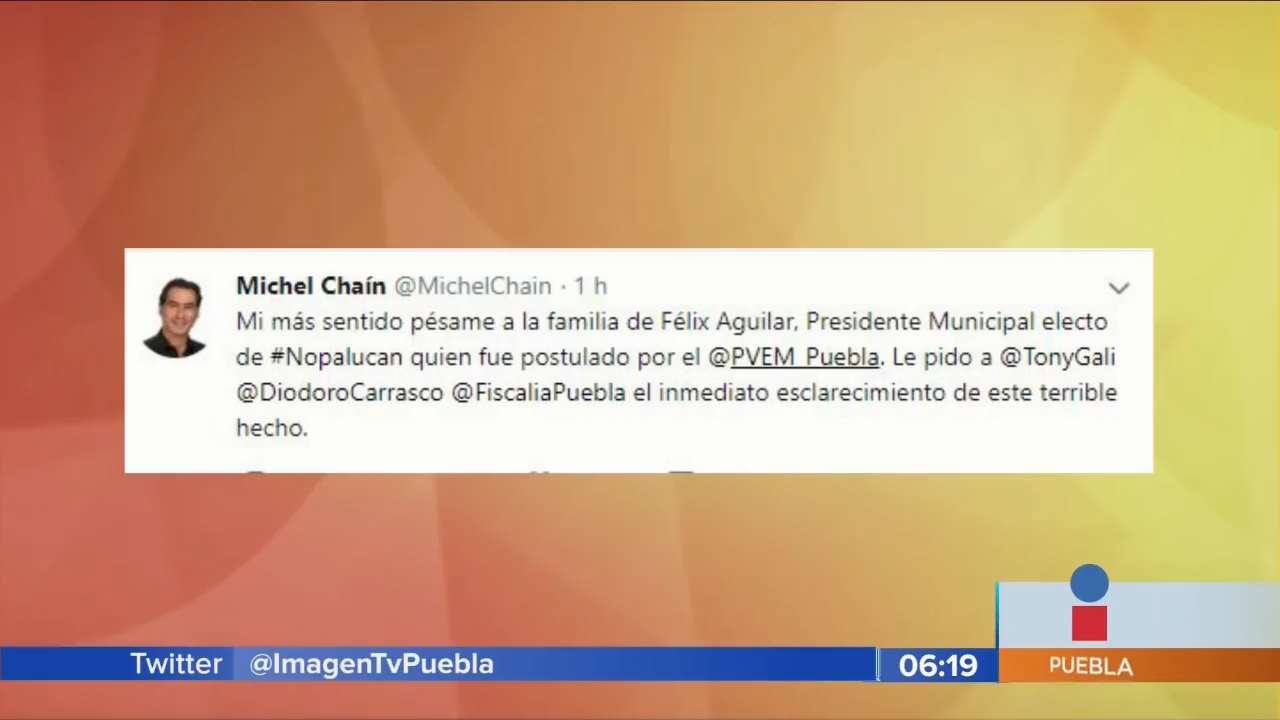 Michel Chaín @MichelChain · 1 h
Mi más sentido pésame a la familia de Félix Aguilar, Presidente Municipal electo
de #Nopalucan quien fue postulado por el @PVEM_Puebla. Le pido a @TonyGali
@DiodoroCarrasco @FiscaliaPuebla el inmediato esclarecimiento de este terrible
hecho.
Twitter @ImagenTvPuebla
06:19
PUEBLA